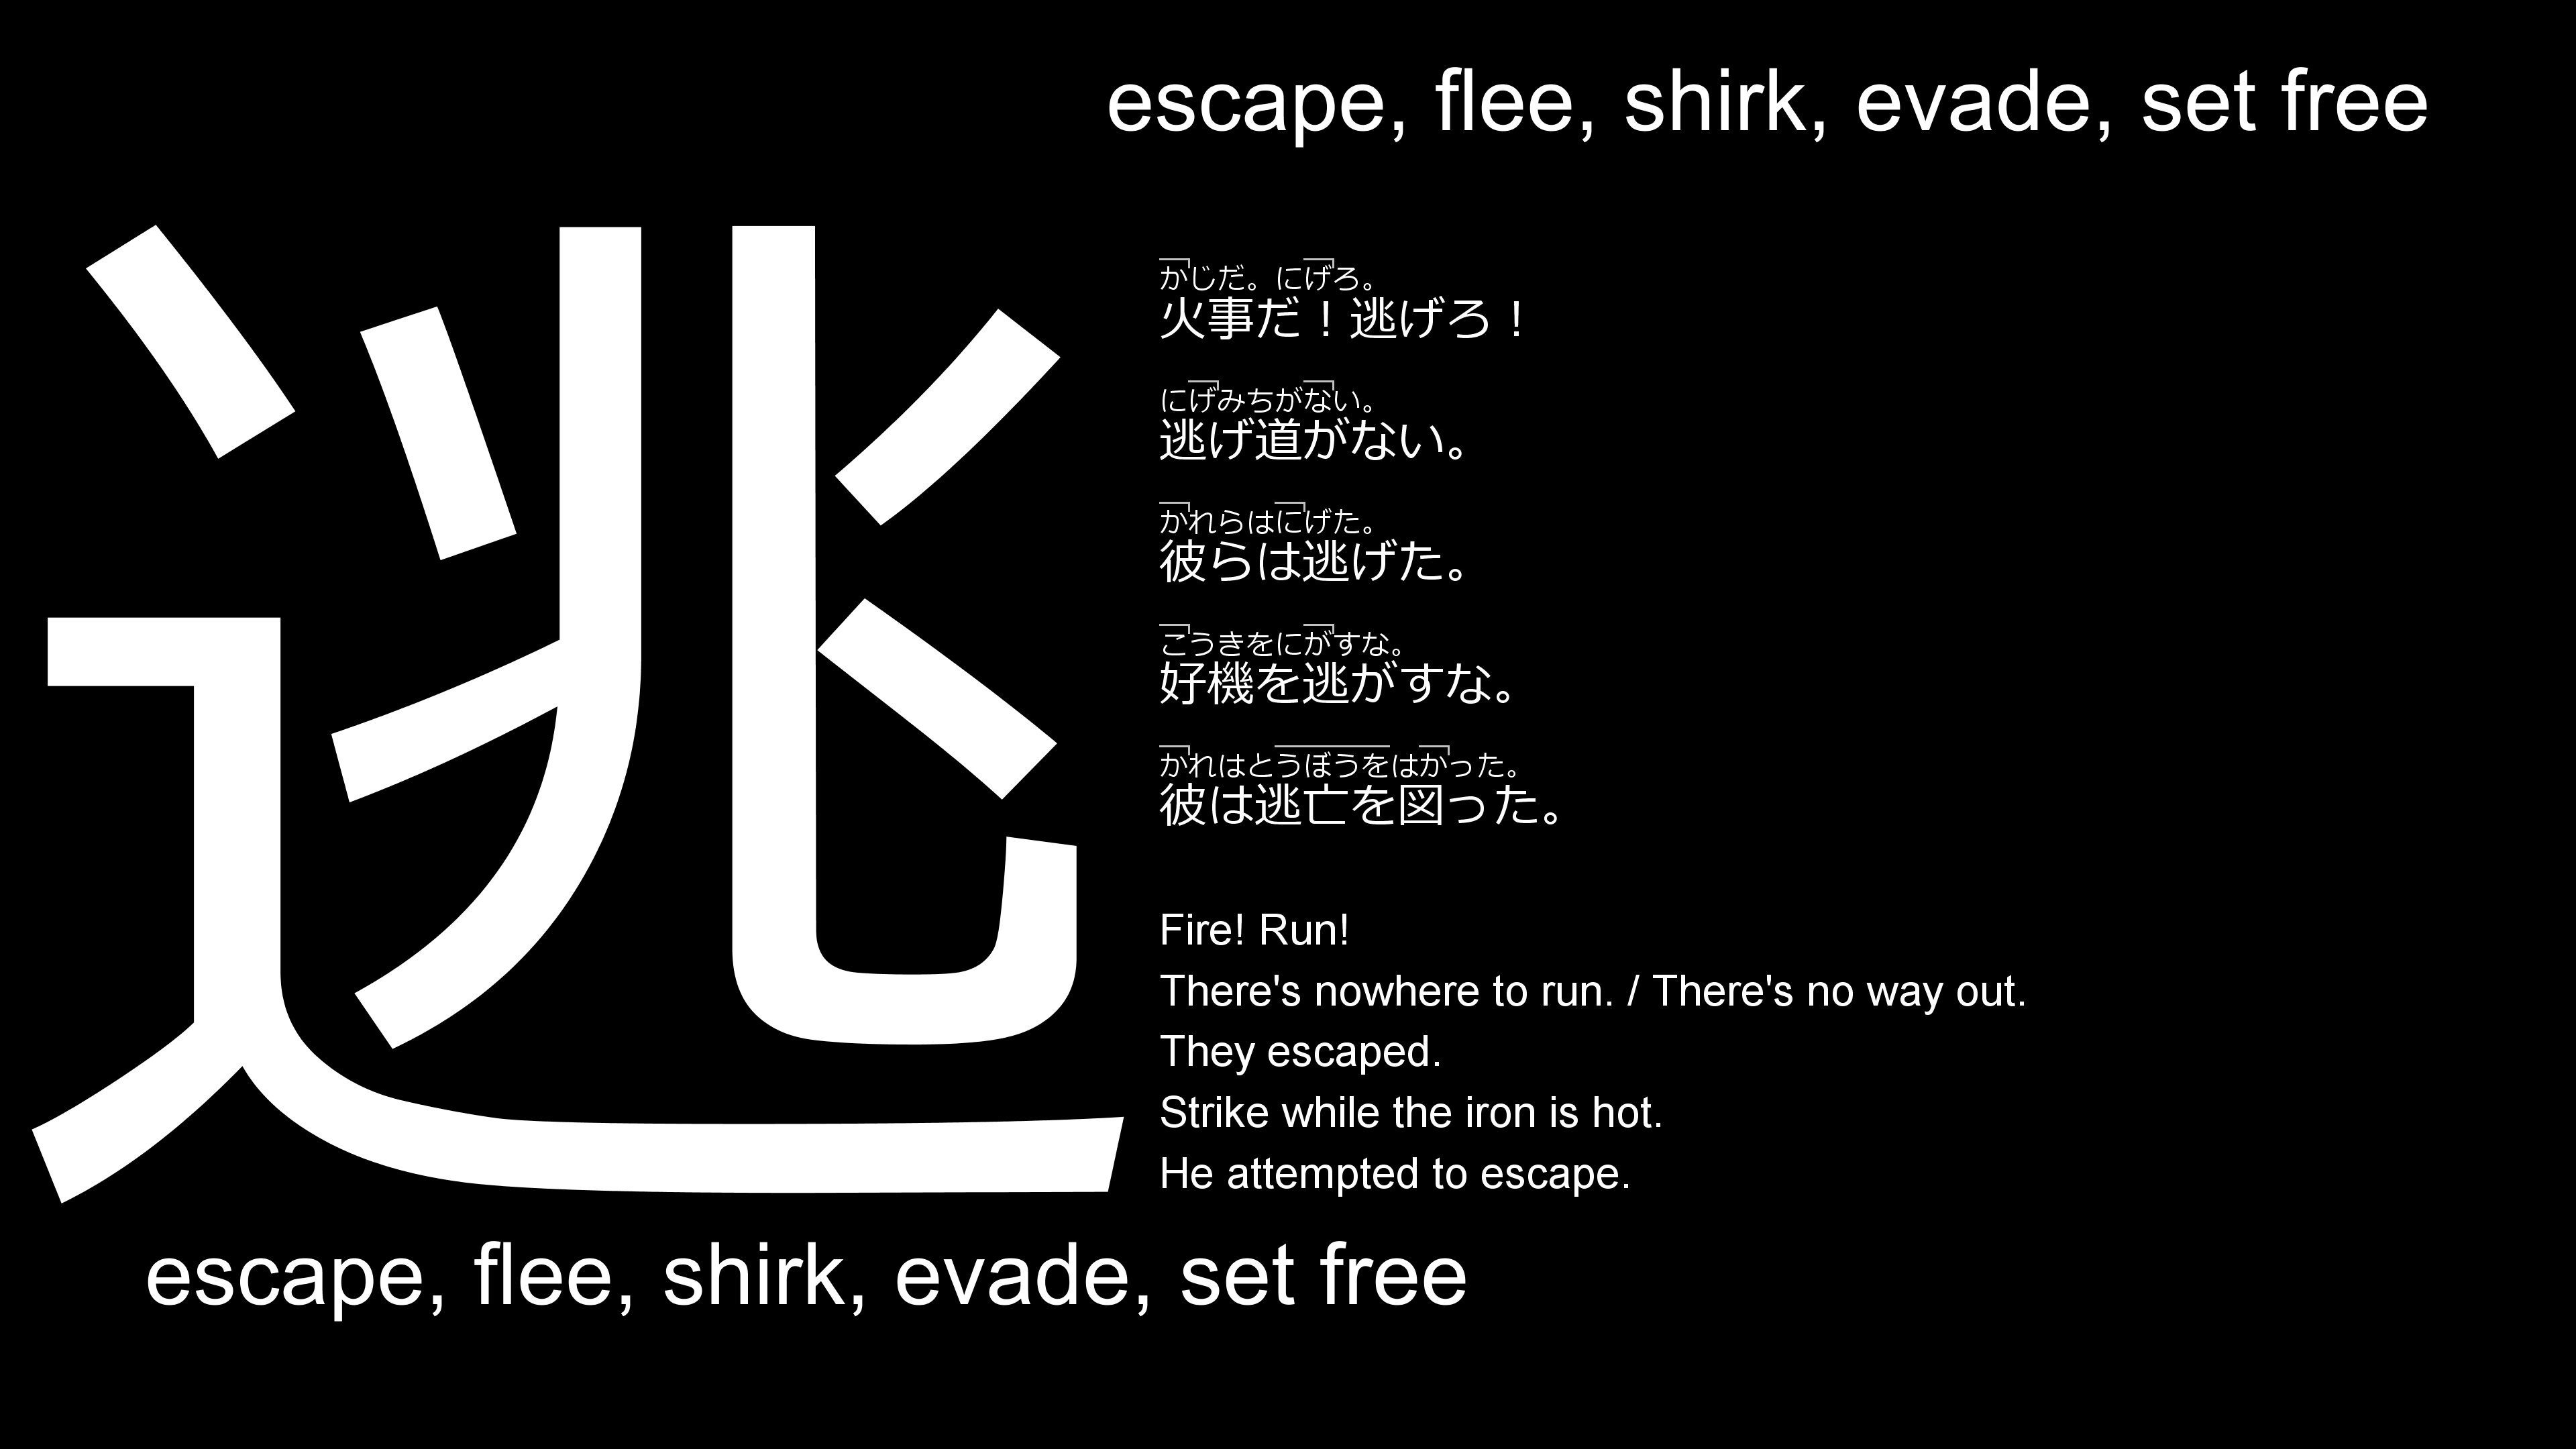 escape, flee, shirk, evade, set free
逃
かじだ。にげろ。
火事だ！逃げろ！
にげみちがない。
逃げ道がない。
かれらはにげた。
彼らは逃げた。
こうきをにがすな。
好機を逃がすな。
かれはとうぼうをはかった。
彼は逃亡を図った。
Fire! Run!
There's nowhere to run. / There's no way out.
They escaped.
Strike while the iron is hot.
He attempted to escape.
escape, flee, shirk, evade, set free